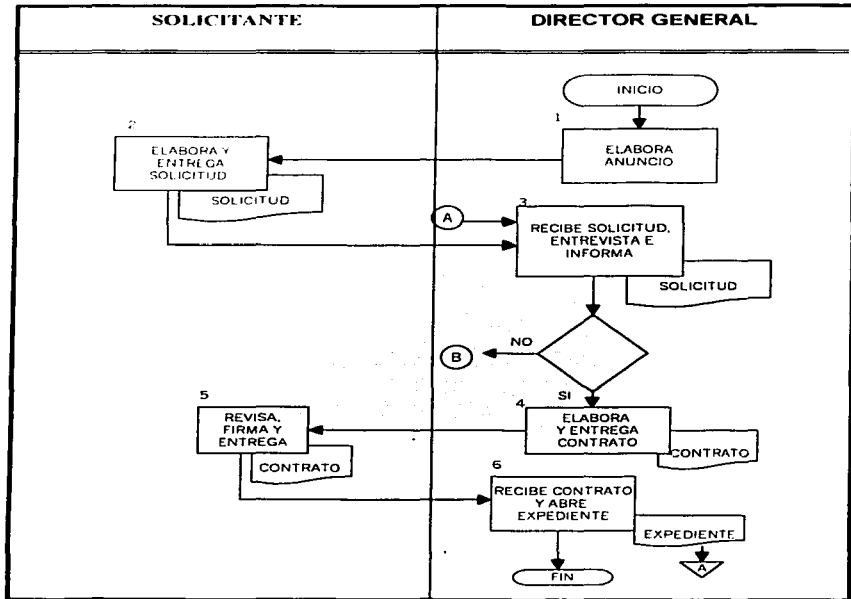 SOLICITANTE
DIRECTOR GENERAL
INICIO
1
ELABORA
ANUNCIO
2
ELABORA Y
ENTREGA
SOLICITUD
SOLICITUD
A
3
RECIBE SOLICITUD,
ENTREVISTA E
INFORMA
SOLICITUD
NO
B
SI
4
ELABORA
Y ENTREGA
CONTRATO
CONTRATO
5
REVISA,
FIRMA Y
ENTREGA
CONTRATO
6
RECIBE CONTRATO
Y ABRE
EXPEDIENTE
EXPEDIENTE
A
FIN